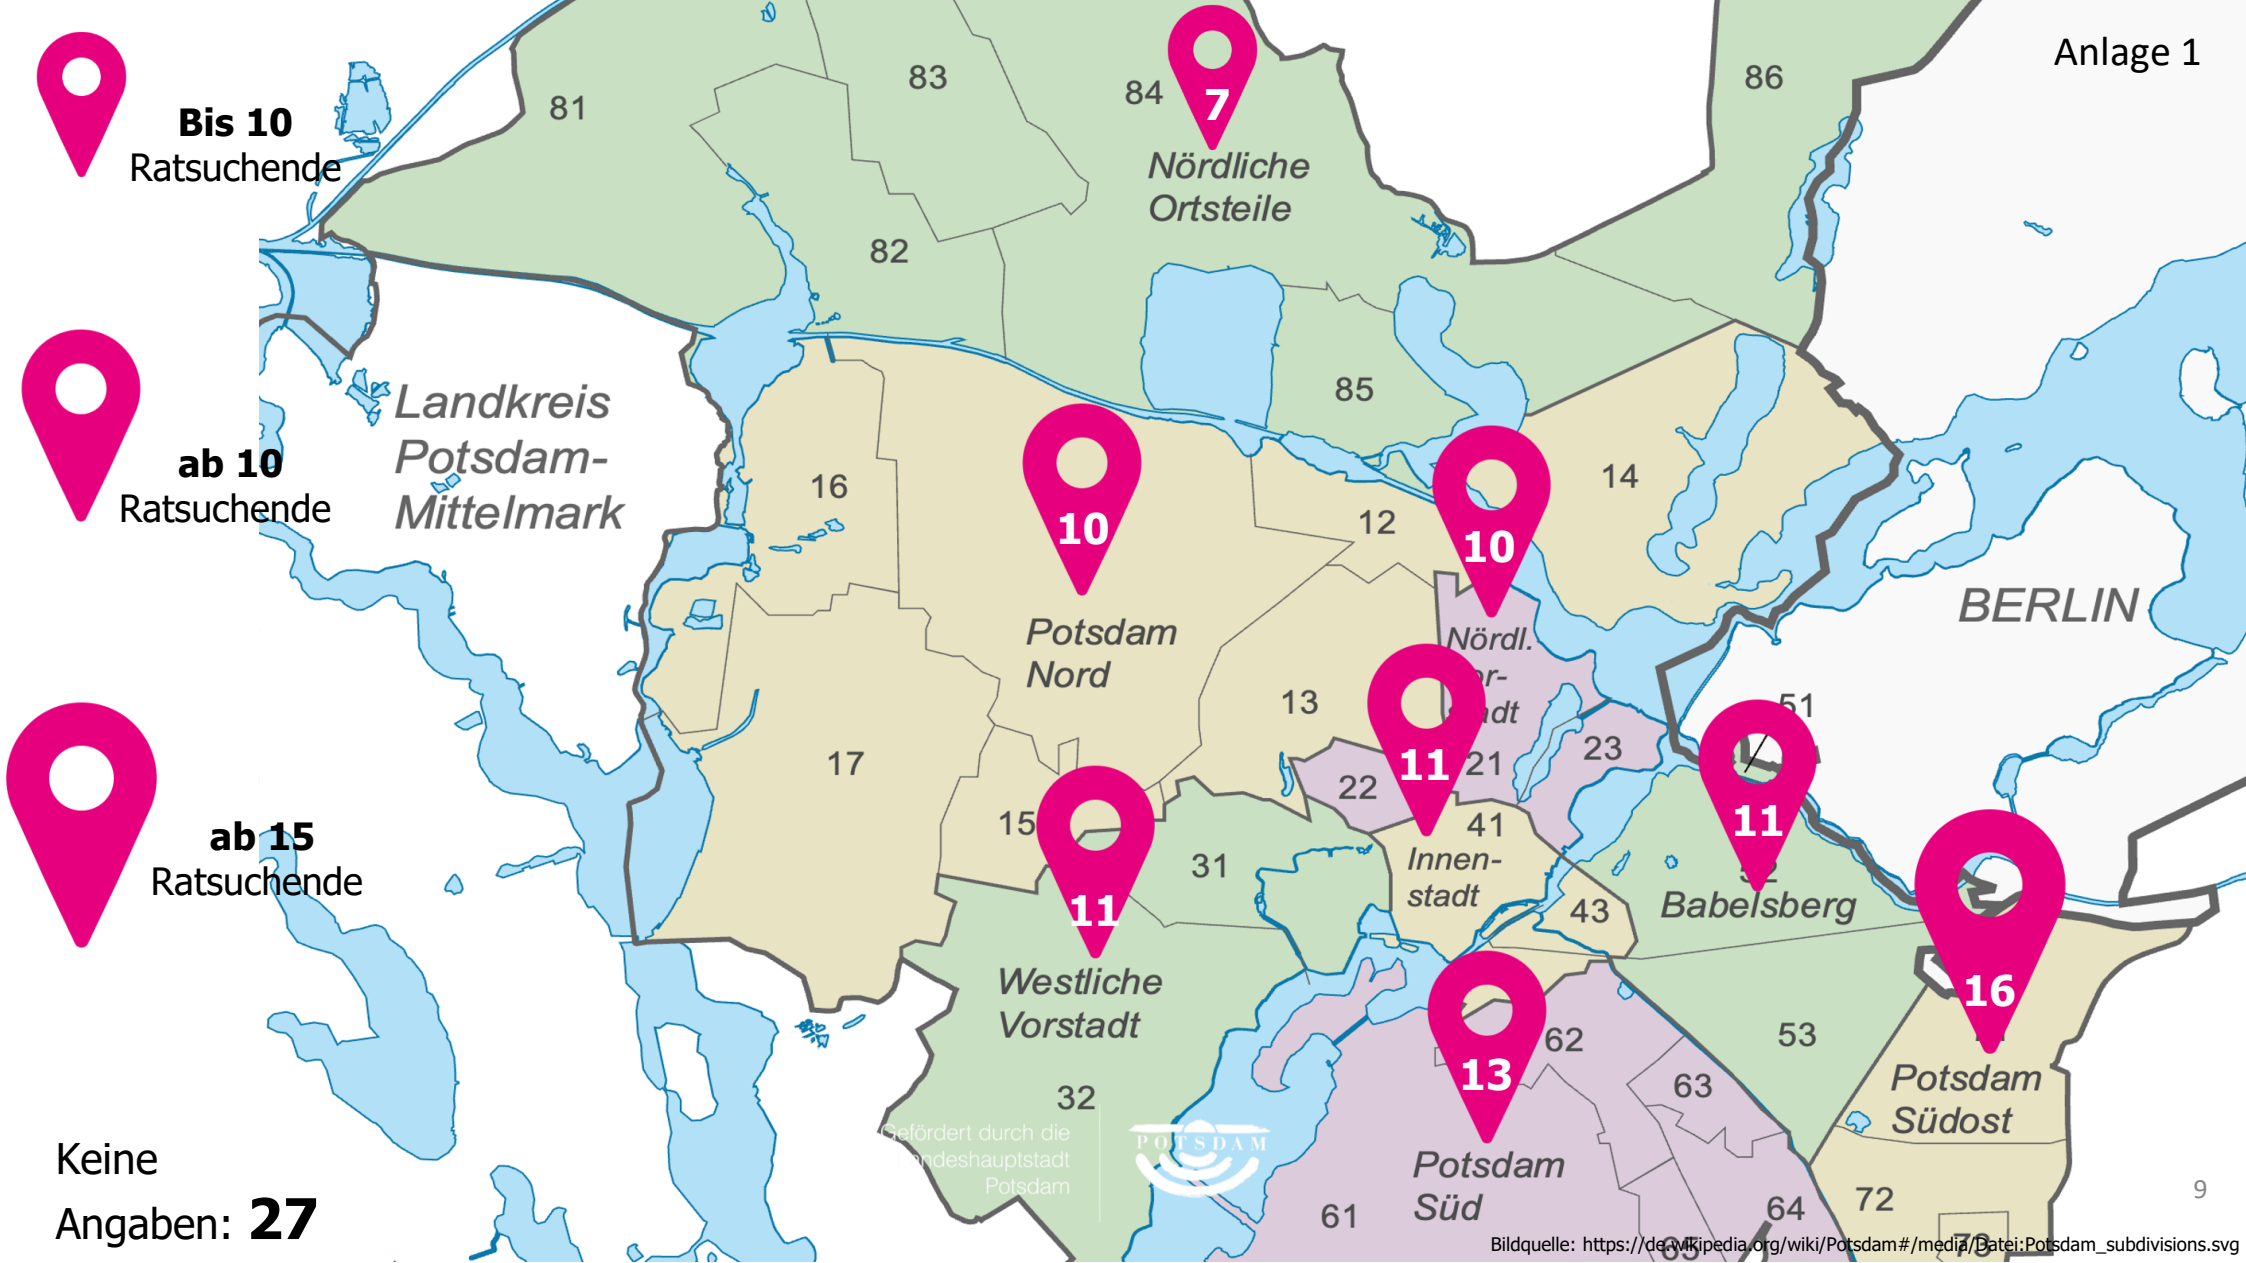 Anlage 1
Bis 10
Ratsuchende
ab 10
Ratsuchende
ab 15
Ratsuchende
Keine
Angaben: 27
81
83
84
86
7
Nördliche
Ortsteile
82
85
Landkreis
Potsdam-
Mittelmark
16
10
12
10
14
BERLIN
Potsdam
Nord
Nördl.
13
51
17
11
21
22
23
15
31
41
11
Innen-
stadt
43
11
Babelsberg
16
Westliche
Vorstadt
32
13
62
63
53
Potsdam
Südost
Potsdam
Süd
61
64
72
73
65
Gefördert durch die
Landeshauptstadt
Potsdam
POTSDAM
9
Bildquelle: https://de.wikipedia.org/wiki/Potsdam#/media/Datei:Potsdam_subdivisions.svg